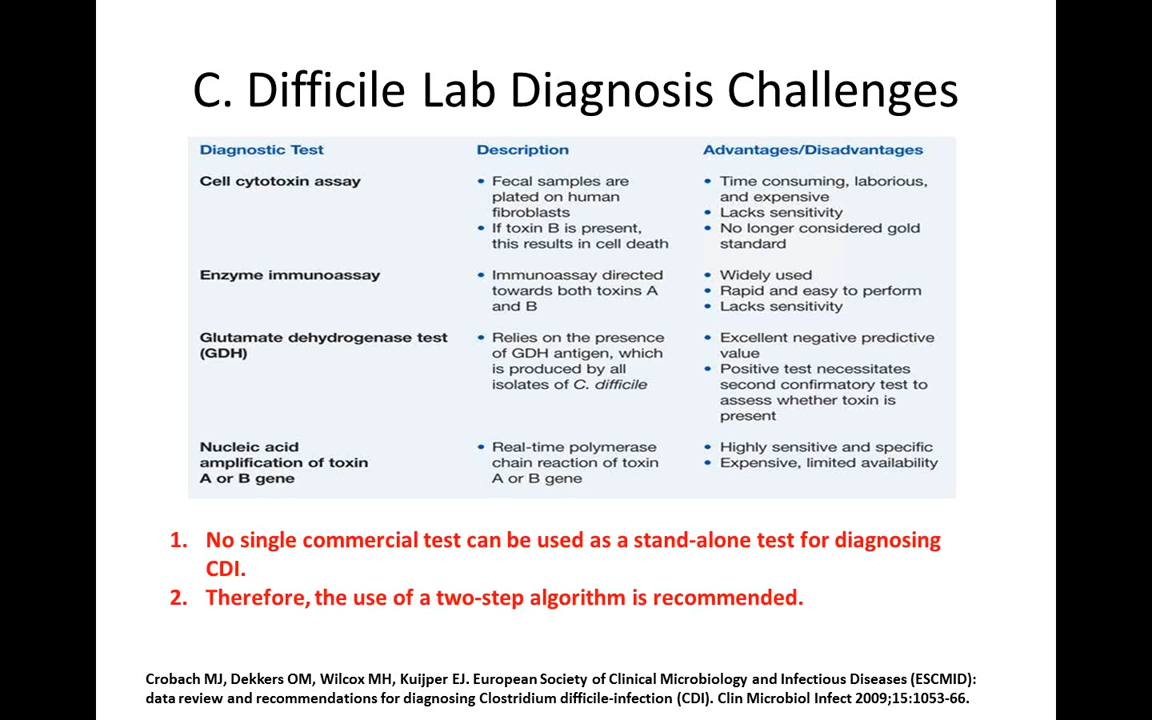 C. Difficile Lab Diagnosis Challenges
Diagnostic Test
Description
Advantages/Disadvantages
Cell cytotoxin assay
• Fecal samples are
plated on human
fibroblasts
• If toxin B is present,
this results in cell death
• Time consuming, laborious,
and expensive
• Lacks sensitivity
• No longer considered gold
standard
Enzyme immunoassay
• Immunoassay directed
towards both toxins A
and B
• Widely used
• Rapid and easy to perform
• Lacks sensitivity
Glutamate dehydrogenase test
(GDH)
• Relies on the presence
of GDH antigen, which
is produced by all
isolates of C. difficile
• Excellent negative predictive
value
• Positive test necessitates
second confirmatory test to
assess whether toxin is
present
Nucleic acid
amplification of toxin
A or B gene
• Real-time polymerase
chain reaction of toxin
A or B gene
• Highly sensitive and specific
• Expensive, limited availability
1. No single commercial test can be used as a stand-alone test for diagnosing
CDI.
2. Therefore, the use of a two-step algorithm is recommended.
Crobach MJ, Dekkers OM, Wilcox MH, Kuijper EJ. European Society of Clinical Microbiology and Infectious Diseases (ESCMID):
data review and recommendations for diagnosing Clostridium difficile-infection (CDI). Clin Microbiol Infect 2009;15:1053-66.